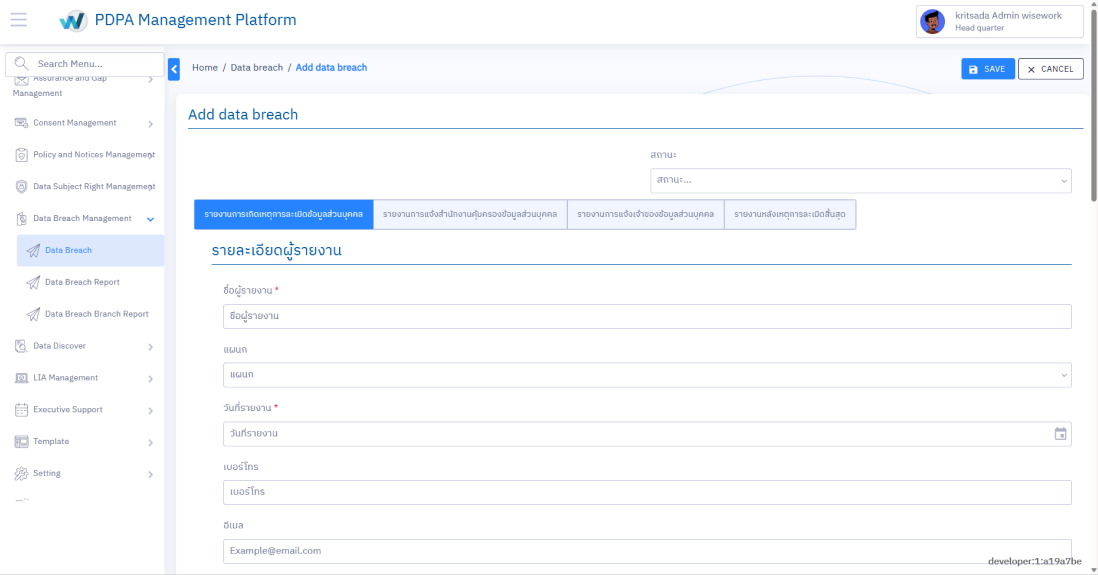 PDPA Management Platform
kritsada Admin wisework
Head quarter
Search Menu...
Assurance and Gap
Management
Consent Management
Policy and Notices Management
Data Subject Right Management
Data Breach Management
Data Breach
Data Breach Report
Data Breach Branch Report
Data Discover
LIA Management
Executive Support
Template
Setting
Home / Data breach / Add data breach
SAVE
CANCEL
Add data breach
สถานะ
สถานะ...
รายงานการเกิดเหตุการละเมิดข้อมูลส่วนบุคคล
รายงานการแจ้งสำนักงานคุ้มครองข้อมูลส่วนบุคคล
รายงานการแจ้งเจ้าของข้อมูลส่วนบุคคล
รายงานหลังเหตุการละเมิดสิ้นสุด
รายละเอียดผู้รายงาน
ชื่อผู้รายงาน *
ชื่อผู้รายงาน
แผนก
แผนก
วันที่รายงาน *
วันที่รายงาน
เบอร์โทร
เบอร์โทร
อีเมล
Example@email.com
developer:1:a19a7be